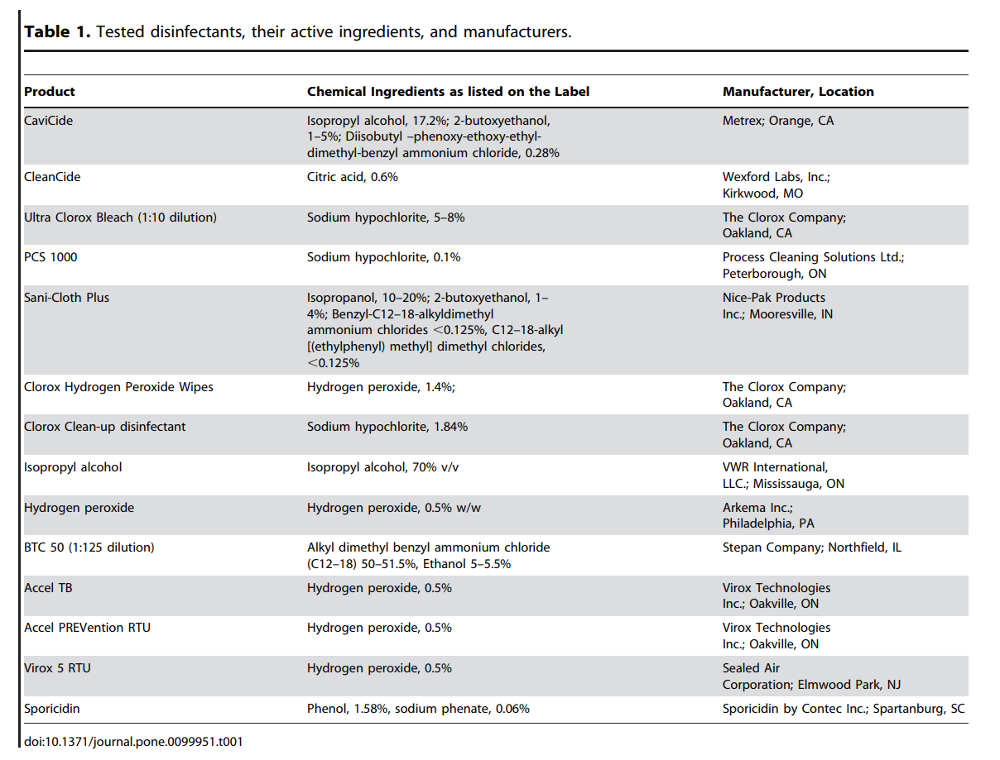 Table 1. Tested disinfectants, their active ingredients, and manufacturers.
Product Chemical Ingredients as listed on the Label Manufacturer, Location
CaviCide Isopropyl alcohol, 17.2%; 2-butoxyethanol, Metrex; Orange, CA
1–5%; Diisobutyl –phenoxy-ethoxy-ethyl-
dimethyl-benzyl ammonium chloride, 0.28%
CleanCide Citric acid, 0.6% Wexford Labs, Inc.;
Kirkwood, MO
Ultra Clorox Bleach (1:10 dilution) Sodium hypochlorite, 5–8% The Clorox Company;
Oakland, CA
PCS 1000 Sodium hypochlorite, 0.1% Process Cleaning Solutions Ltd.;
Peterborough, ON
Sani-Cloth Plus Isopropanol, 10–20%; 2-butoxyethanol, 1– Nice-Pak Products
4%; Benzyl-C12–18-alkyldimethyl Inc.; Mooresville, IN
ammonium chlorides <0.125%, C12–18-alkyl
[(ethylphenyl) methyl] dimethyl chlorides,
<0.125%
Clorox Hydrogen Peroxide Wipes Hydrogen peroxide, 1.4%; The Clorox Company;
Oakland, CA
Clorox Clean-up disinfectant Sodium hypochlorite, 1.84% The Clorox Company;
Oakland, CA
Isopropyl alcohol Isopropyl alcohol, 70% v/v VWR International,
LLC.; Mississauga, ON
Hydrogen peroxide Hydrogen peroxide, 0.5% w/w Arkema Inc.;
Philadelphia, PA
BTC 50 (1:125 dilution) Alkyl dimethyl benzyl ammonium chloride Stepan Company; Northfield, IL
(C12–18) 50–51.5%, Ethanol 5–5.5%
Accel TB Hydrogen peroxide, 0.5% Virox Technologies
Inc.; Oakville, ON
Accel PREVention RTU Hydrogen peroxide, 0.5% Virox Technologies
Inc.; Oakville, ON
Virox 5 RTU Hydrogen peroxide, 0.5% Sealed Air
Corporation; Elmwood Park, NJ
Sporicidin Phenol, 1.58%, sodium phenate, 0.06% Sporicidin by Contec Inc.; Spartanburg, SC
doi:10.1371/journal.pone.0099951.t001